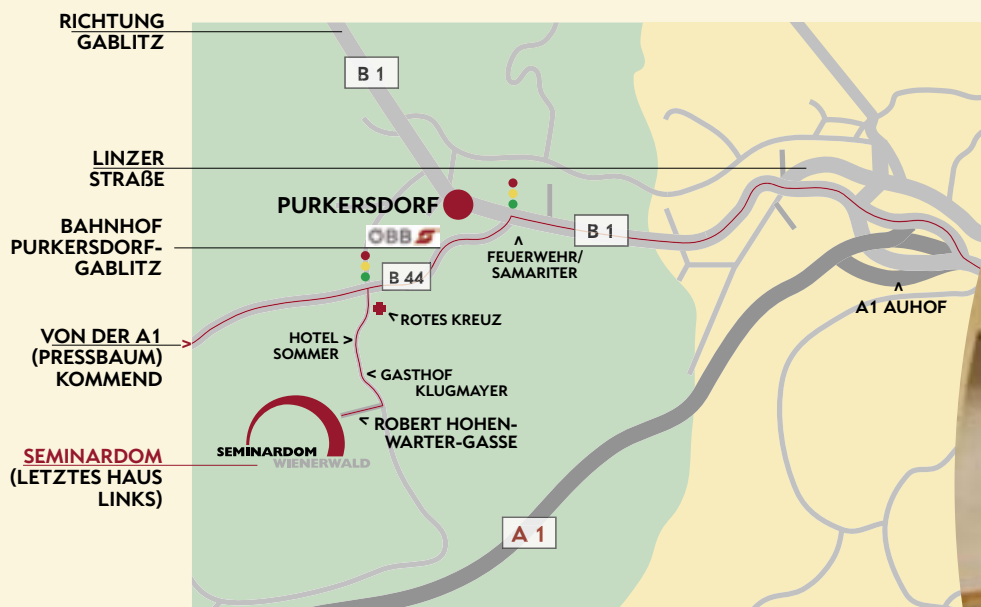 RICHTUNG
GABLITZ
B 1
LINZER
STRAßE
PURKERSDORF
BAHNHOF
PURKERSDORF-
GABLITZ
ÖBB
B 1
FEUERWEHR/
SAMARITER
B 44
A1 AUHOF
VON DER A1
(PRESSBAUM)
KOMMEND
ROTES KREUZ
HOTEL
SOMMER
GASTHOF
KLUGMAYER
ROBERT HOHEN-
WARTER-GASSE
SEMINARDOM
WIENERWALD
SEMINARDOM
(LETZTES HAUS
LINKS)
A 1